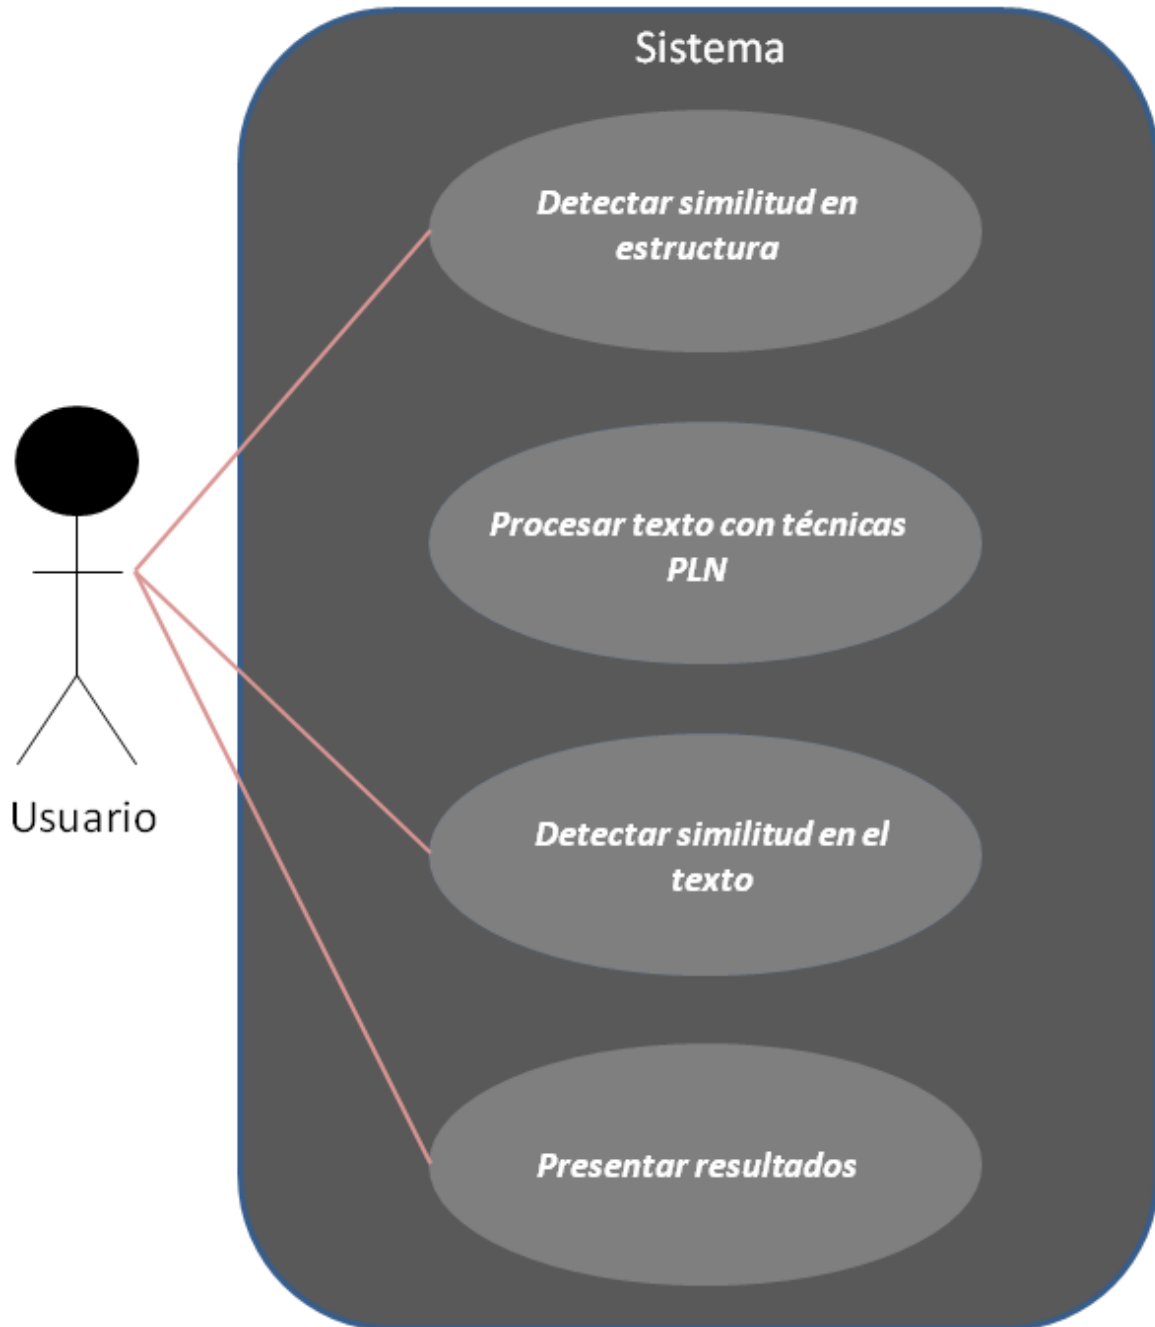 Sistema
Detectar similitud en
estructura
Procesar texto con técnicas
PLN
Usuario
Detectar similitud en el
texto
Presentar resultados